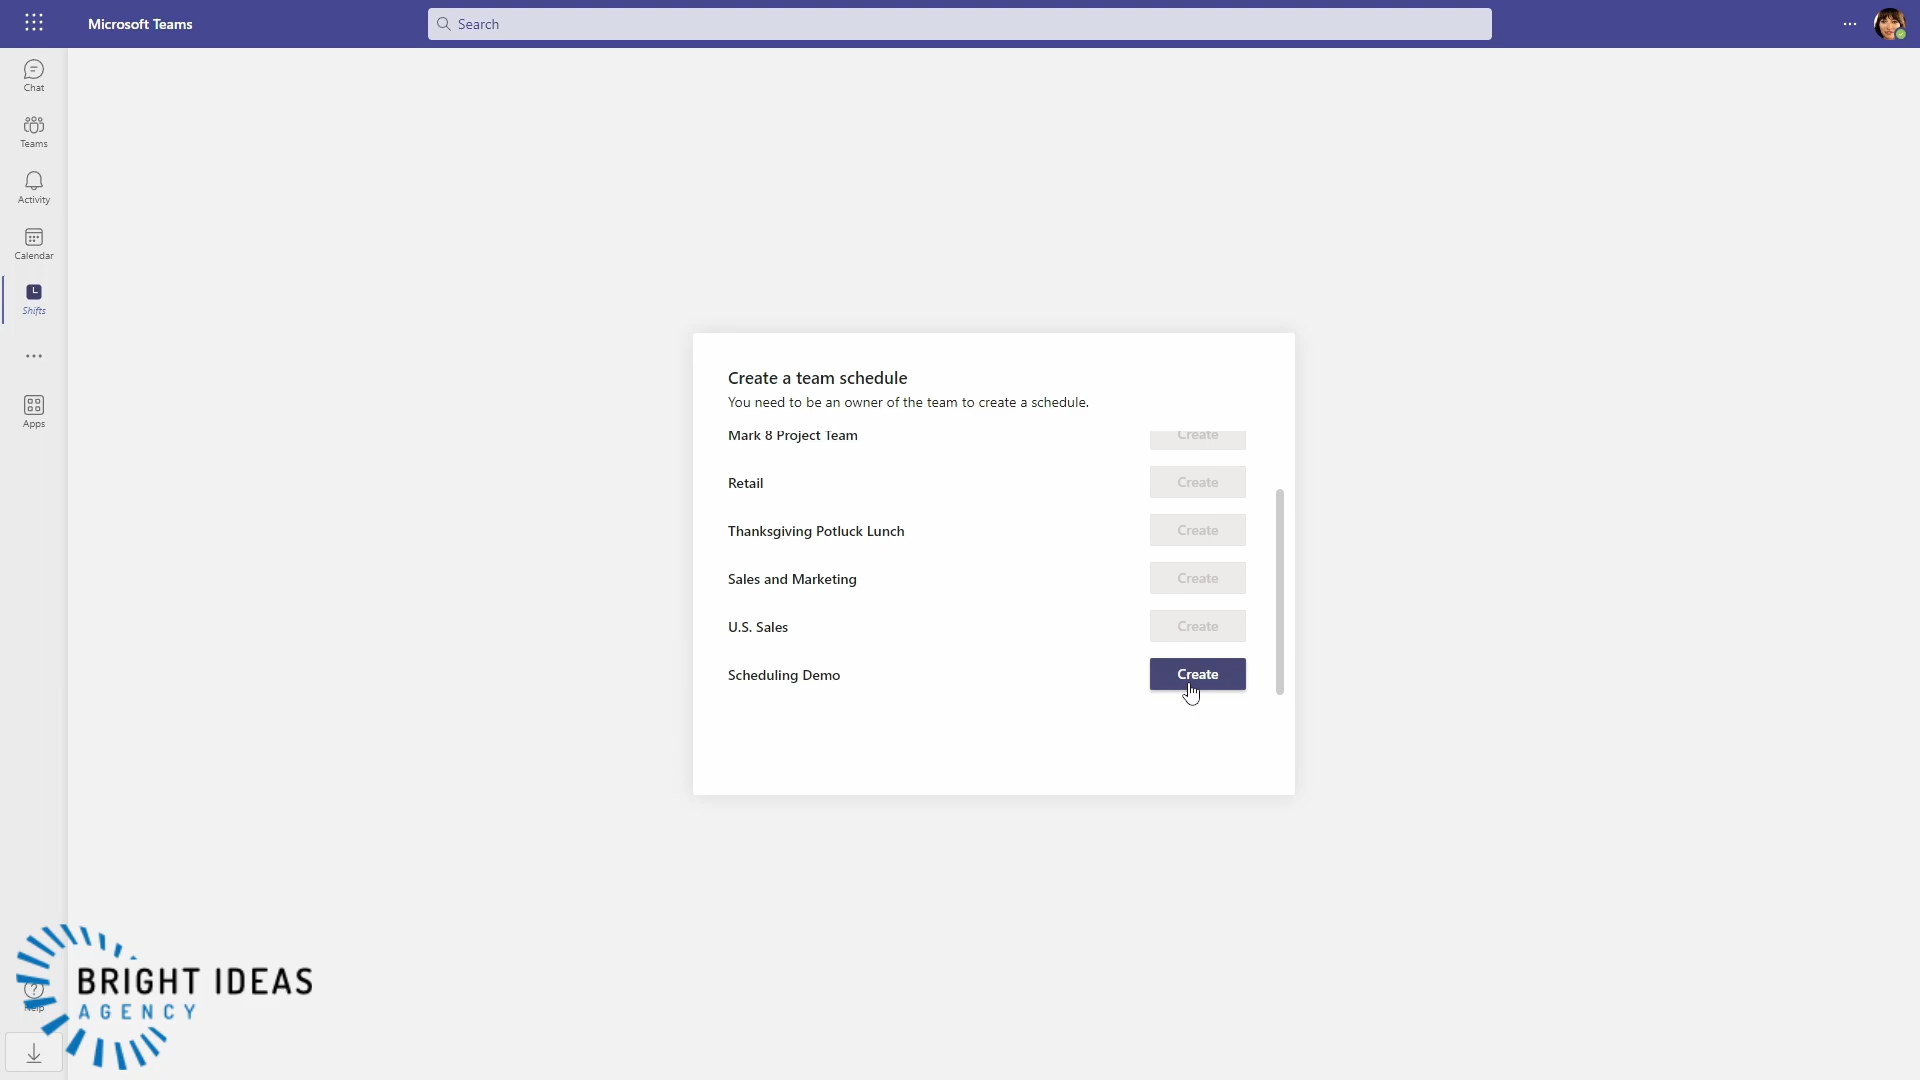 Microsoft Teams
Search
Chat
Teams
Activity
Calendar
Shifts
Apps
Create a team schedule
You need to be an owner of the team to create a schedule.
Mark 8 Project Team
Create
Retail
Create
Thanksgiving Potluck Lunch
Create
Sales and Marketing
Create
U.S. Sales
Create
Scheduling Demo
Create
Help
BRIGHT IDEAS
AGENCY